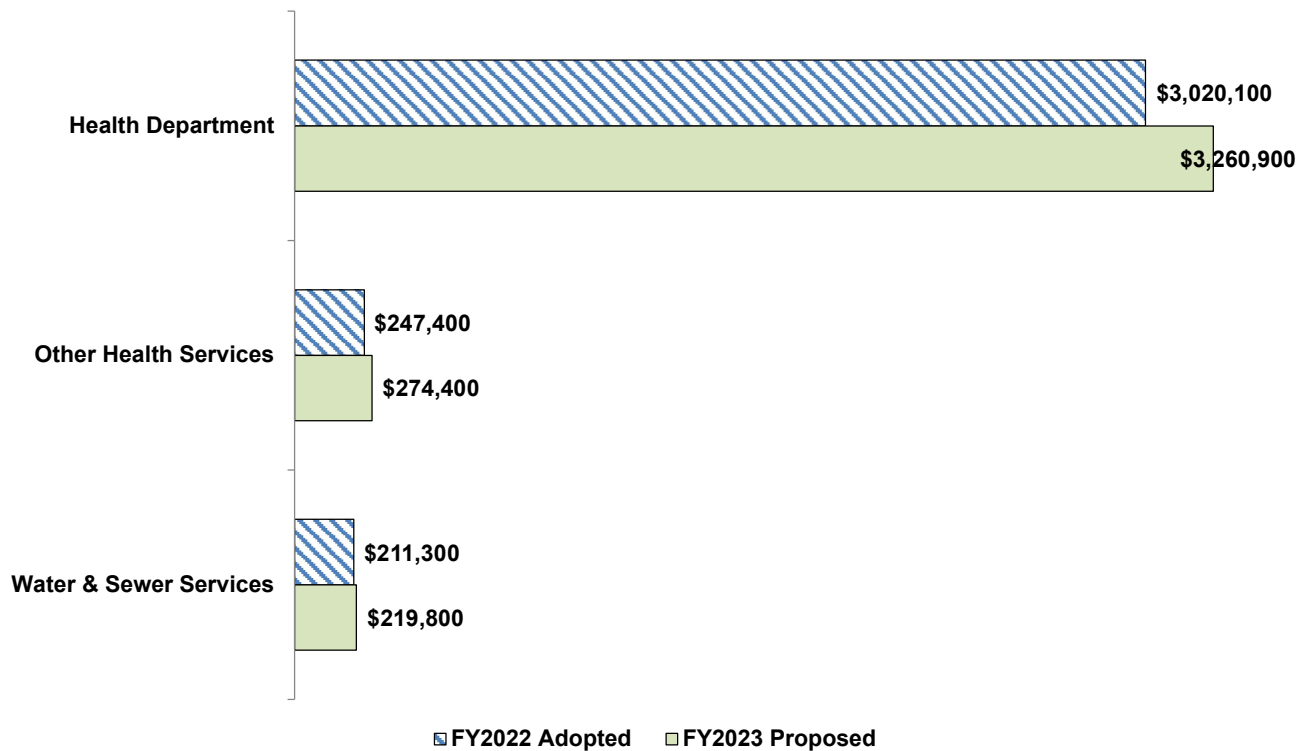 $3,020,100
Health Department
$3,260,900
$247,400
Other Health Services
$274,400
$211,300
Water & Sewer Services
$219,800
FY2022 Adopted FY2023 Proposed